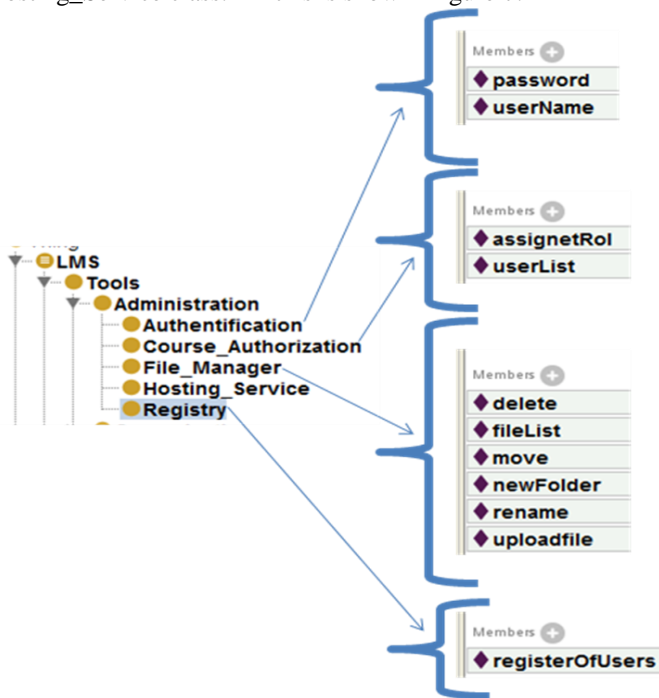 Members
password
userName
Members
assignetRol
userList
LMS
Tools
Administration
Authentification
Course_Authorization
File_Manager
Hosting_Service
Registry
Members
delete
fileList
move
newFolder
rename
uploadfile
Members
registerOfUsers